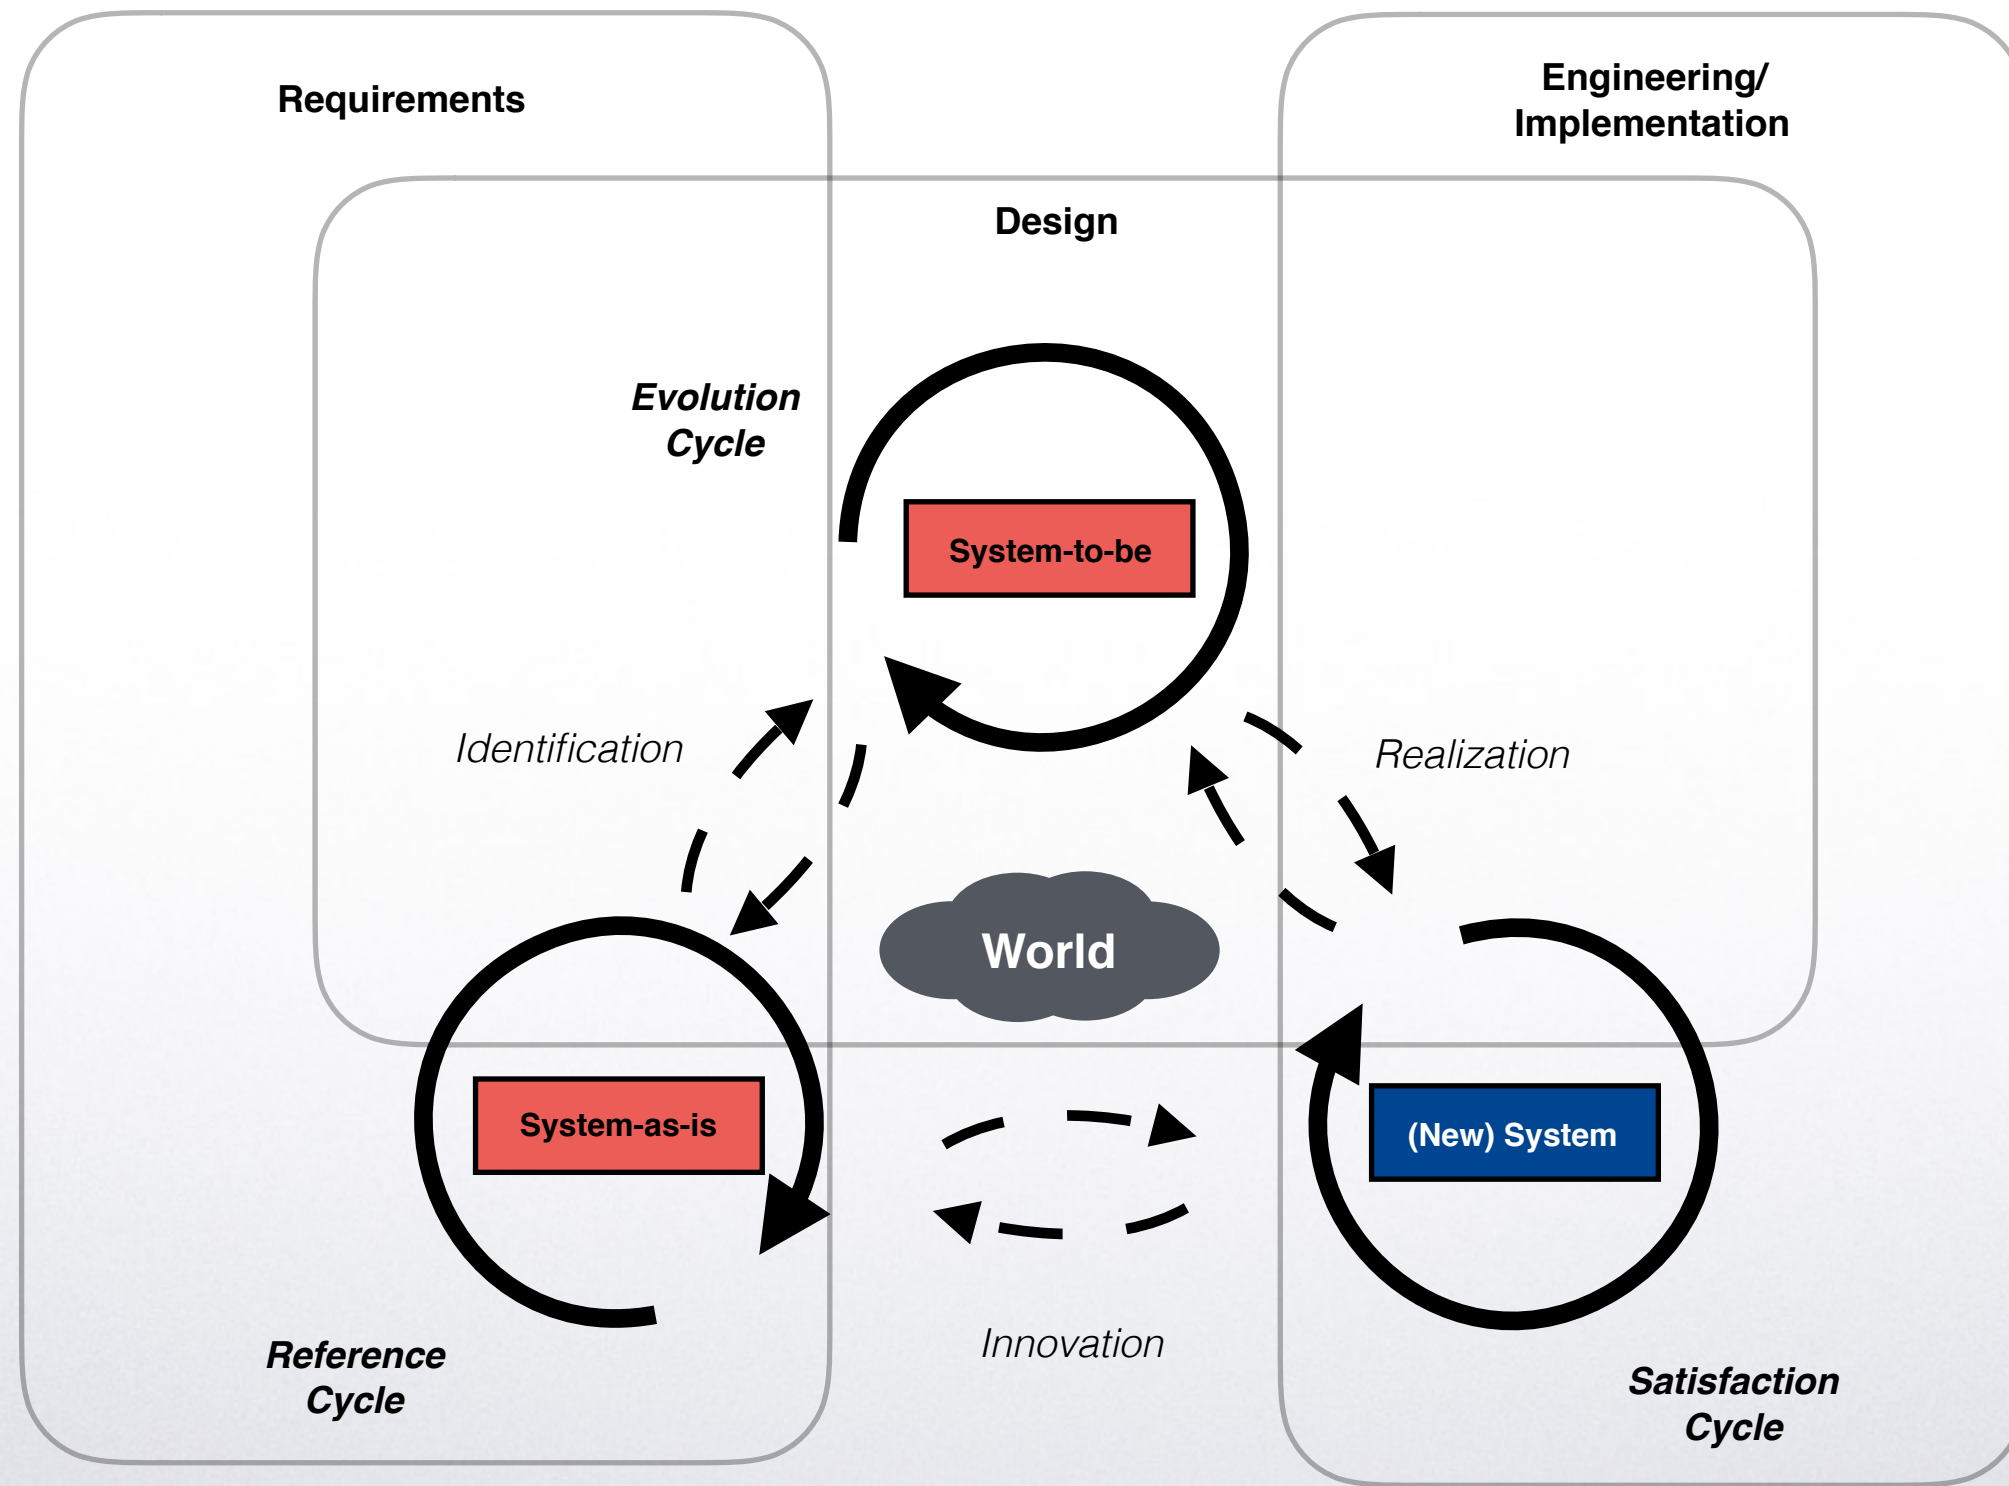 Requirements
Engineering/
Implementation
Design
Evolution
Cycle
System-to-be
Identification
Realization
World
System-as-is
(New) System
Innovation
Reference
Cycle
Satisfaction
Cycle